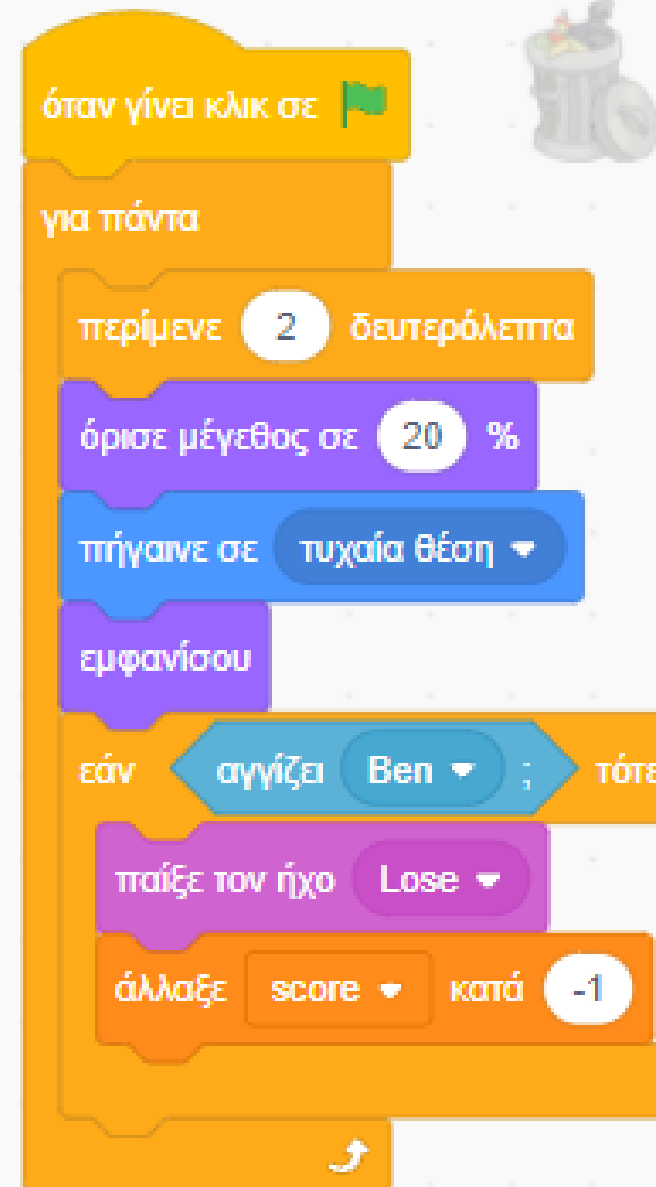 όταν γίνει κλικ σε
για πάντα
περίμενε 2 δευτερόλεπτα
όρισε μέγεθος σε 20 %
πήγαινε σε τυχαία θέση
εμφανίσου
εάν αγγίζει Ben ; τότε
παίξε τον ήχο Lose
άλλαξε score κατά -1